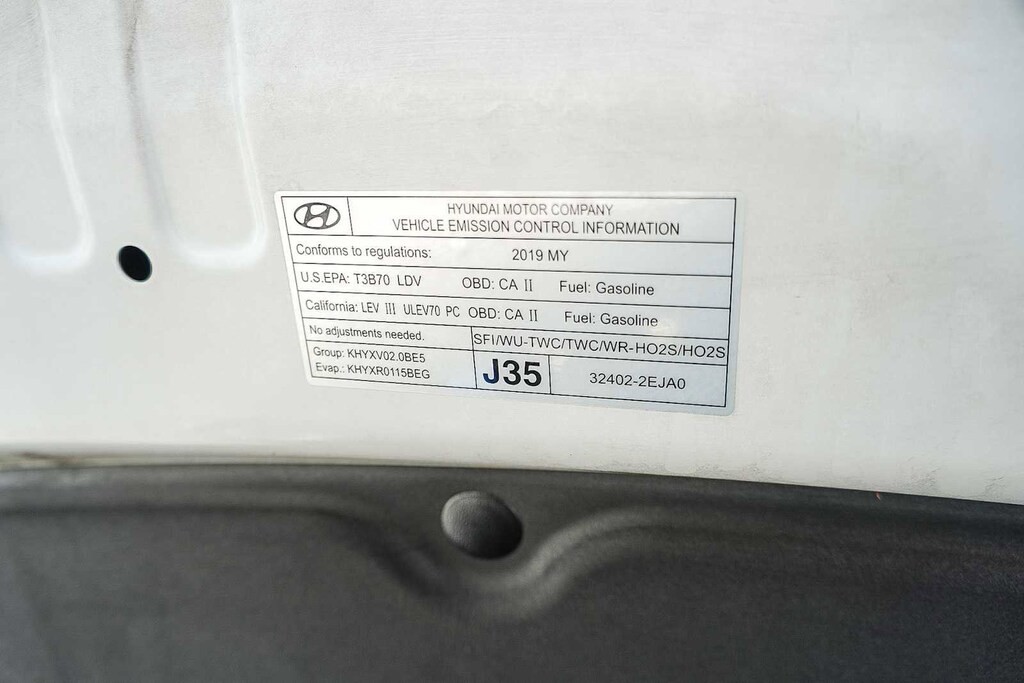 HYUNDAI MOTOR COMPANY
VEHICLE EMISSION CONTROL INFORMATION
Conforms to regulations: 2019 MY
U.S.EPA: T3B70 LDV OBD: CA II Fuel: Gasoline
California: LEV III ULEV70 PC OBD: CA II Fuel: Gasoline
No adjustments needed. SFI/WU-TWC/TWC/WR-HO2S/HO2S
Group: KHYXV02.0BE5
Evap.: KHYXR0115BEG
J35
32402-2EJA0